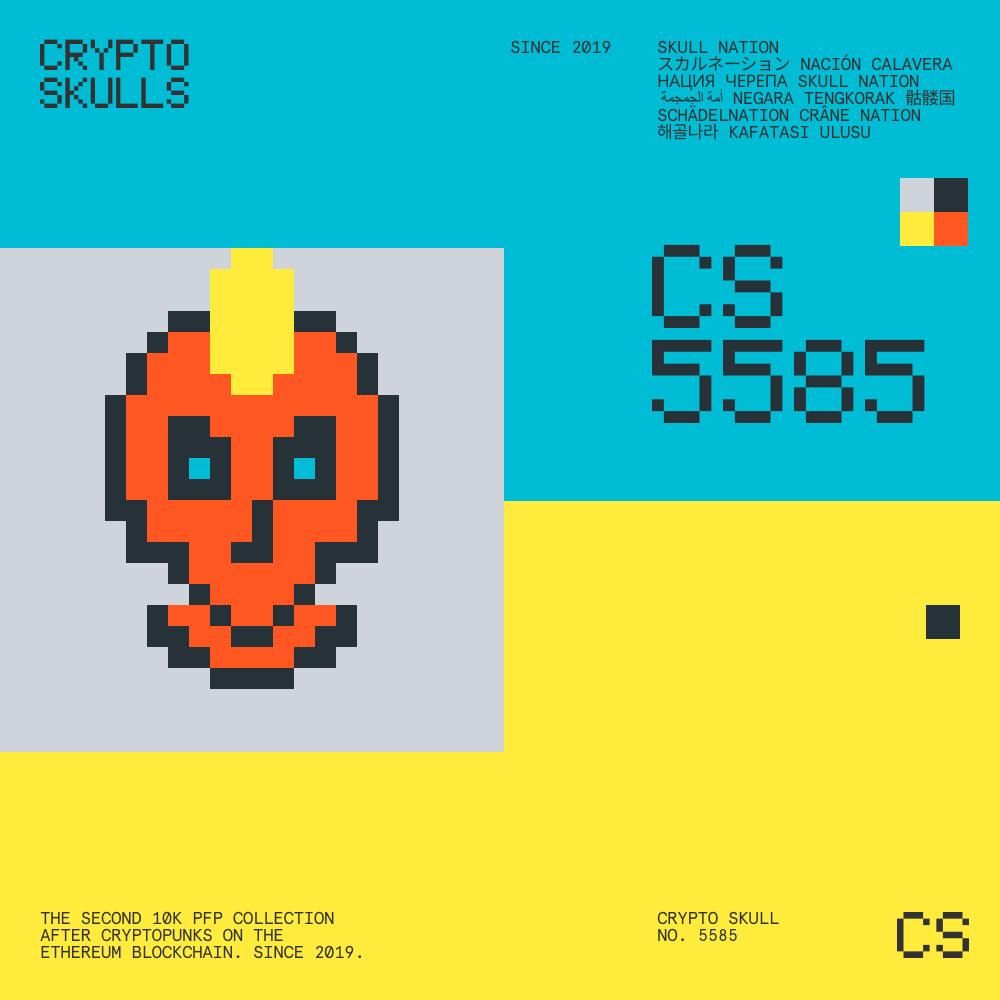 CRYPTO
SKULLS
SINCE 2019
SKULL NATION
スカルネーション NACIÓN CALAVERA
НАЦИЯ ЧЕРЕПА SKULL NATION
أمة الجمجمة NEGARA TENGKORAK 骷髅国
SCHÄDELNATION CRÂNE NATION
해골나라 KAFATASI ULUSU
CS
5585
THE SECOND 10K PFP COLLECTION
AFTER CRYPTOPUNKS ON THE
ETHEREUM BLOCKCHAIN. SINCE 2019.
CRYPTO SKULL
NO. 5585
CS